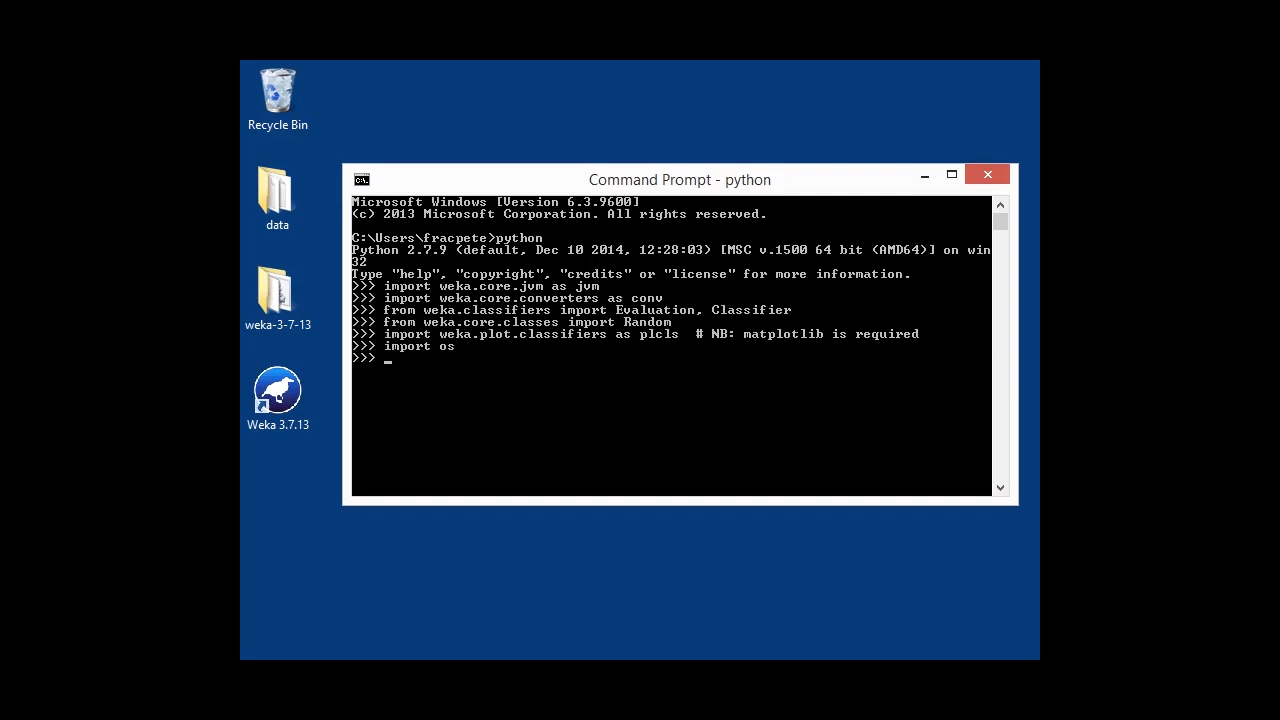 Recycle Bin
data
weka-3-7-13
Weka 3.7.13
Command Prompt - python
Microsoft Windows [Version 6.3.9600]
(c) 2013 Microsoft Corporation. All rights reserved.
C:\Users\fracpete>python
Python 2.7.9 (default, Dec 10 2014, 12:28:03) [MSC v.1500 64 bit (AMD64)] on win
32
Type "help", "copyright", "credits" or "license" for more information.
>>> import weka.core.jvm as jvm
>>> import weka.core.converters as conv
>>> from weka.classifiers import Evaluation, Classifier
>>> from weka.core.classes import Random
>>> import weka.plot.classifiers as plcls  # NB: matplotlib is required
>>> import os
>>> _